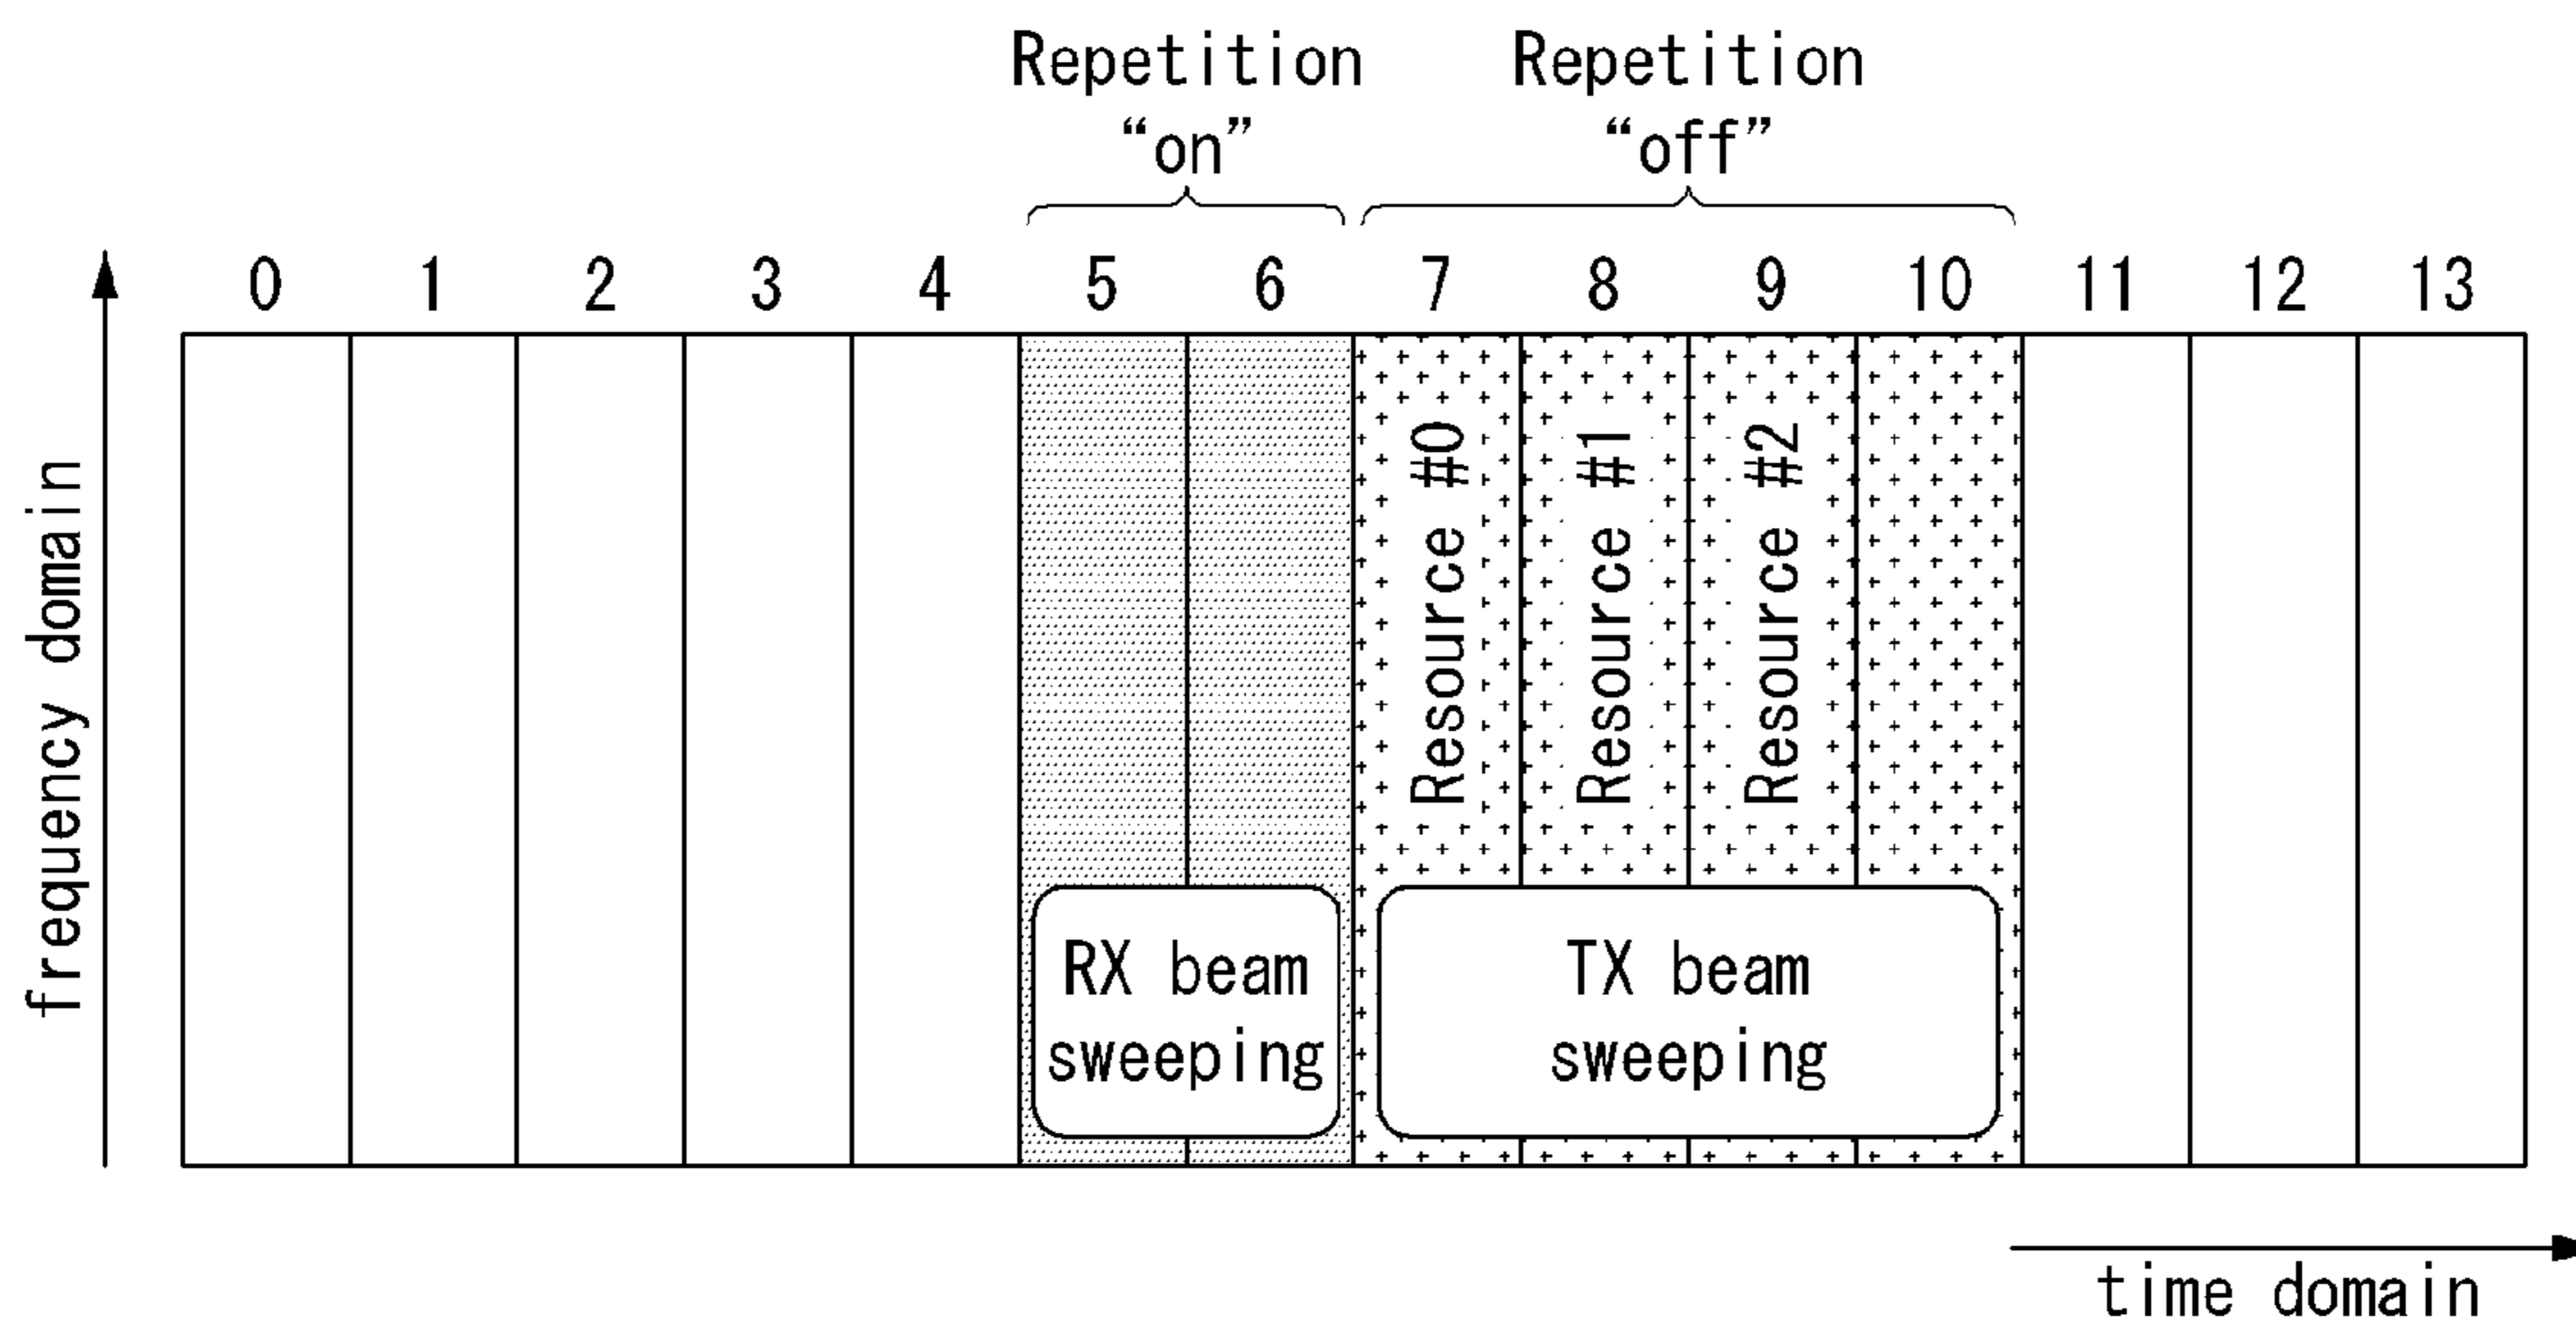 Repetition
“on”
Repetition
“off”
0 1 2 3 4 5 6 7 8 9 10 11 12 13
frequency domain
Resource #0
Resource #1
Resource #2
RX beam
sweeping
TX beam
sweeping
time domain